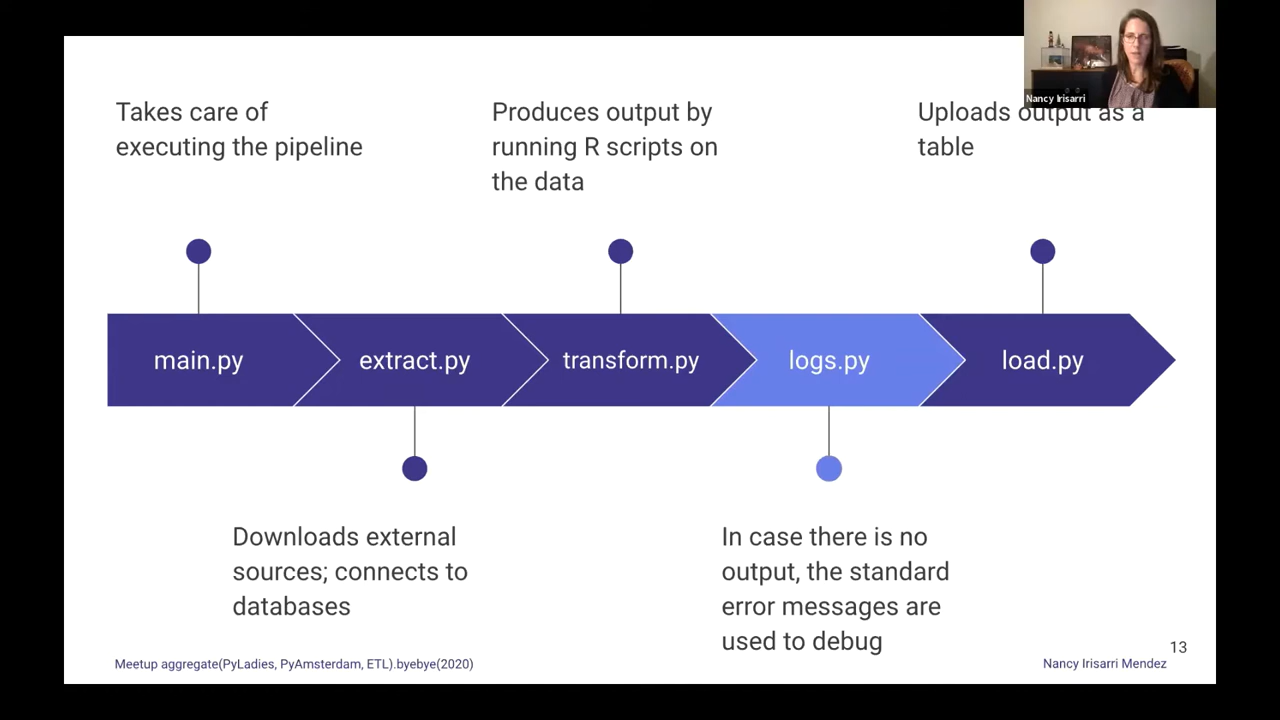 Nancy Irisarri
Takes care of
executing the pipeline
Produces output by
running R scripts on
the data
Uploads output as a
table
main.py
extract.py
transform.py
logs.py
load.py
Downloads external
sources; connects to
databases
In case there is no
output, the standard
error messages are
used to debug
Meetup aggregate(PyLadies, PyAmsterdam, ETL).byebye(2020)
13
Nancy Irisarri Mendez